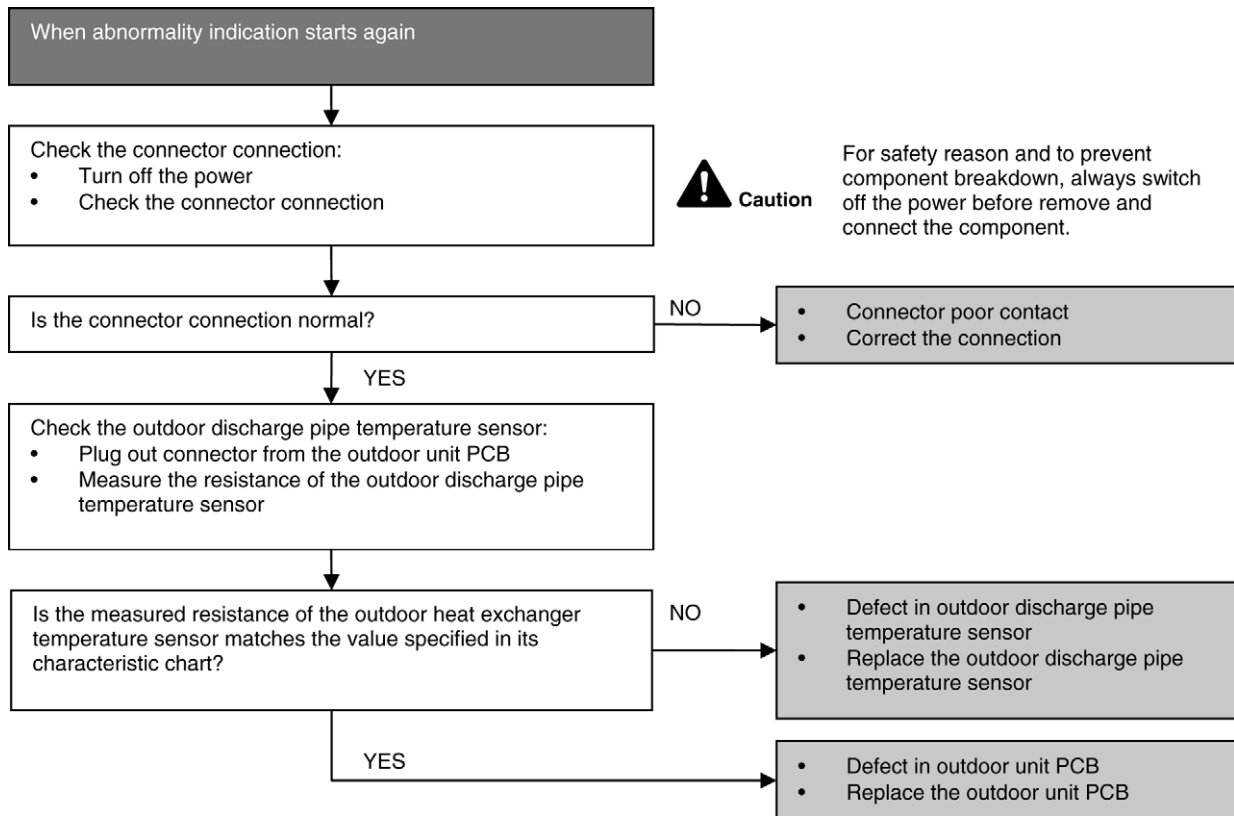 When abnormality indication starts again
Check the connector connection:
• Turn off the power
• Check the connector connection
Caution
For safety reason and to prevent
component breakdown, always switch
off the power before remove and
connect the component.
Is the connector connection normal?
NO
• Connector poor contact
• Correct the connection
YES
Check the outdoor discharge pipe temperature sensor:
• Plug out connector from the outdoor unit PCB
• Measure the resistance of the outdoor discharge pipe
temperature sensor
Is the measured resistance of the outdoor heat exchanger
temperature sensor matches the value specified in its
characteristic chart?
NO
• Defect in outdoor discharge pipe
temperature sensor
• Replace the outdoor discharge pipe
temperature sensor
YES
• Defect in outdoor unit PCB
• Replace the outdoor unit PCB